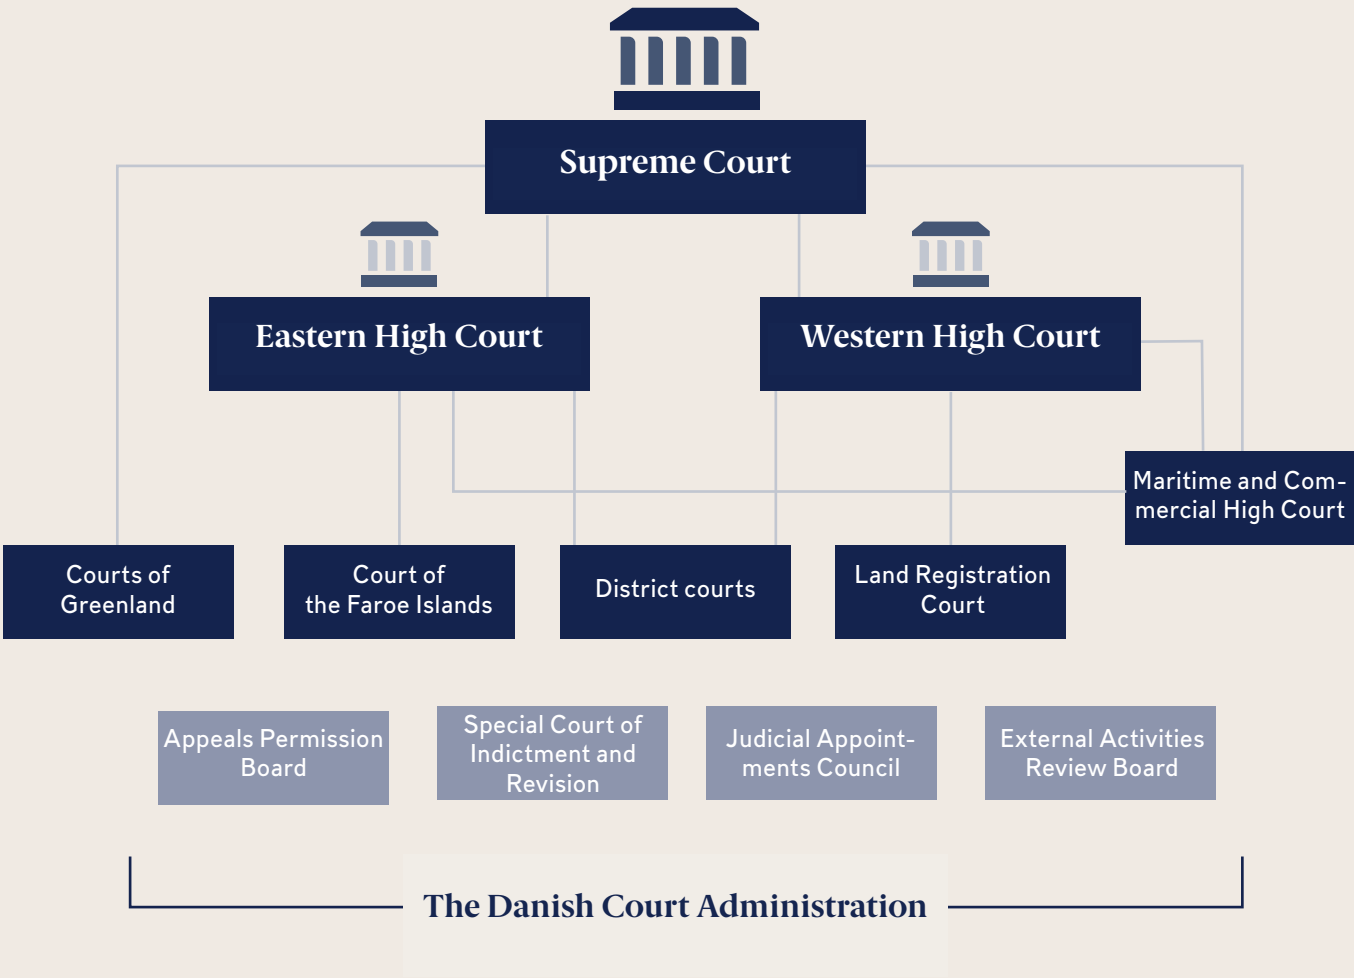 Supreme Court
Eastern High Court
Western High Court
Maritime and Com-
mercial High Court
Courts of
Greenland
Court of
the Faroe Islands
District courts
Land Registration
Court
Appeals Permission
Board
Special Court of
Indictment and
Revision
Judicial Appoint-
ments Council
External Activities
Review Board
The Danish Court Administration